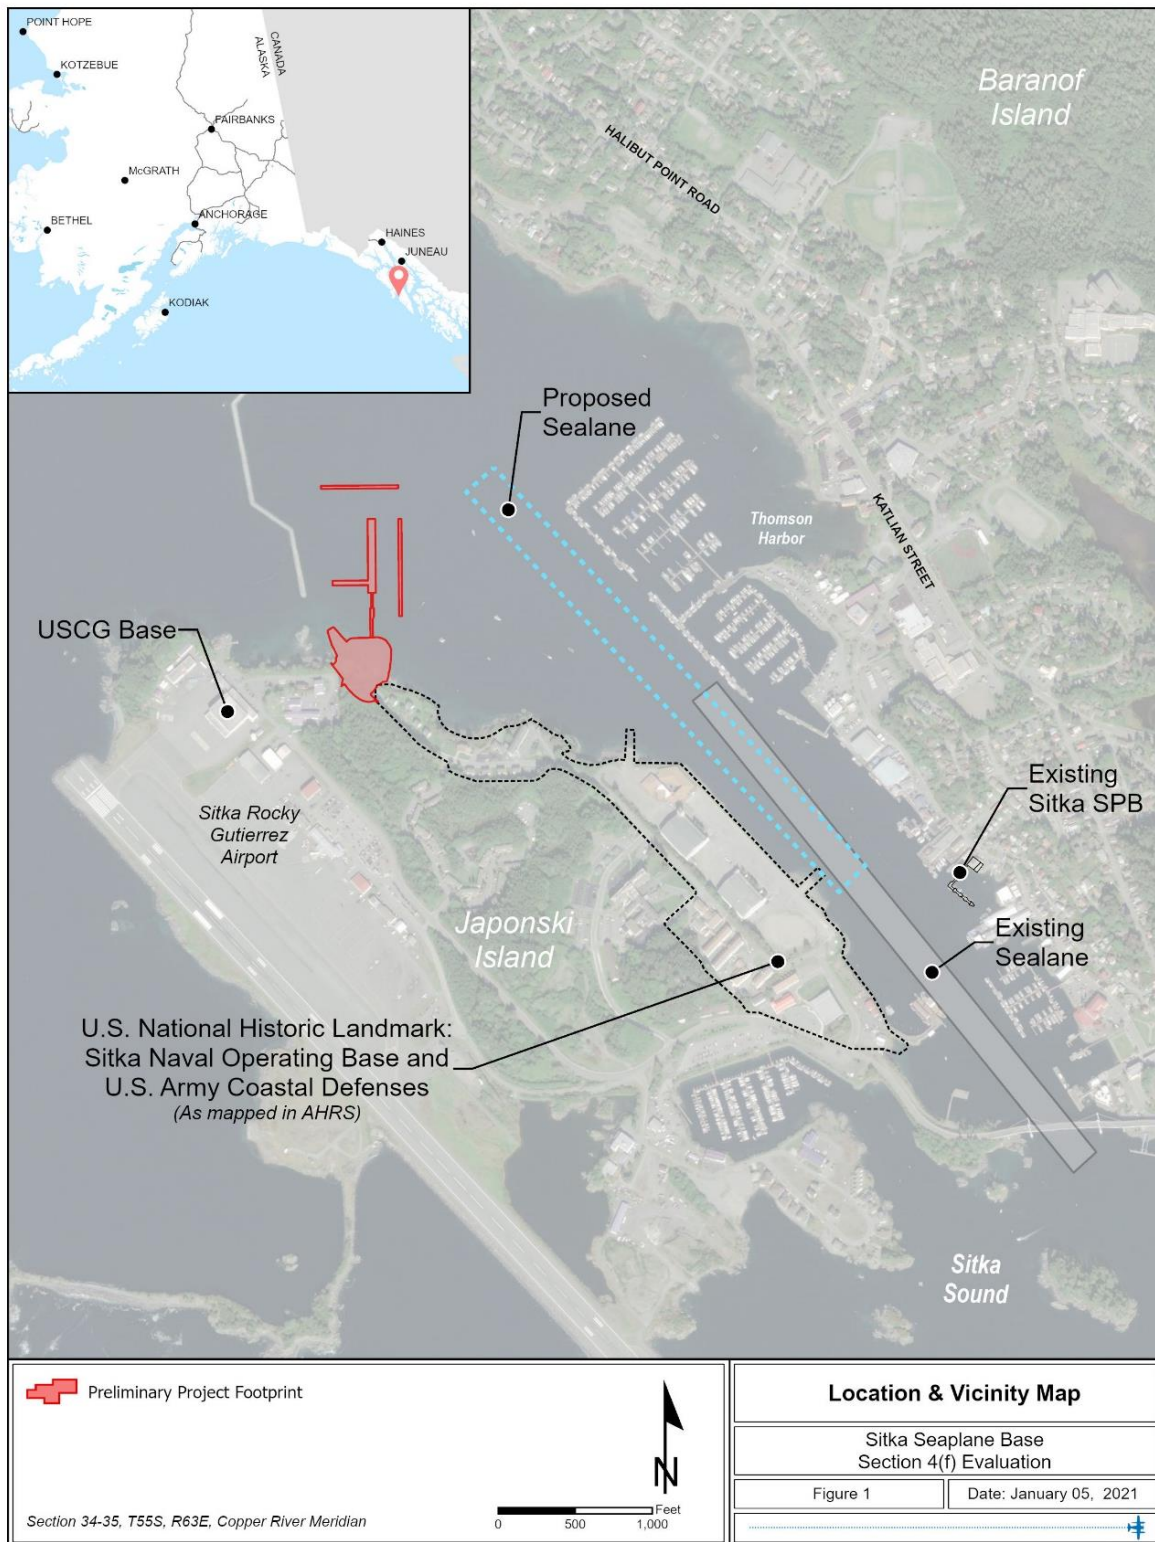 POINT HOPE
KOTZEBUE
CANADA
ALASKA
FAIRBANKS
McGRATH
BETHEL
ANCHORAGE
HAINES
JUNEAU
KODIAK
Baranof
Island
HALIBUT POINT ROAD
Proposed
Sealane
Thomson
Harbor
KATLIAN STREET
USCG Base
Existing
Sitka SPB
Sitka Rocky
Gutierrez
Airport
Japonski
Island
Existing
Sealane
U.S. National Historic Landmark:
Sitka Naval Operating Base and
U.S. Army Coastal Defenses
(As mapped in AHRS)
Sitka
Sound
Preliminary Project Footprint
N
Feet
0 500 1,000
Section 34-35, T55S, R63E, Copper River Meridian
Location & Vicinity Map
Sitka Seaplane Base
Section 4(f) Evaluation
Figure 1
Date: January 05, 2021